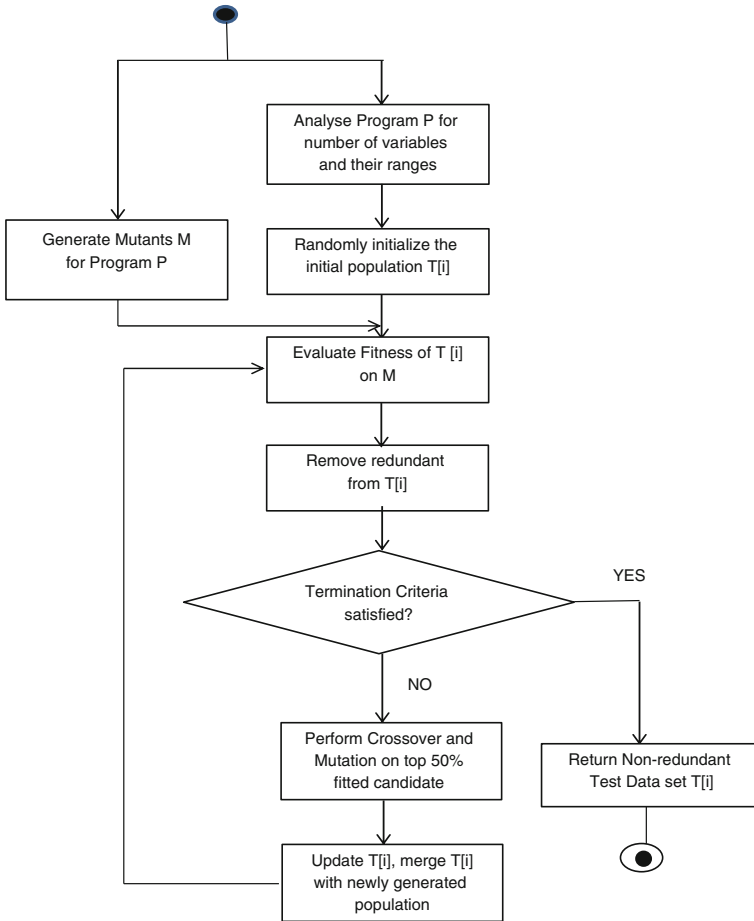 Analyse Program P for
number of variables
and their ranges
Generate Mutants M
for Program P
Randomly initialize the
initial population T[i]
Evaluate Fitness of T [i]
on M
Remove redundant
from T[i]
Termination Criteria
satisfied?
YES
NO
Perform Crossover and
Mutation on top 50%
fitted candidate
Return Non-redundant
Test Data set T[i]
Update T[i], merge T[i]
with newly generated
population